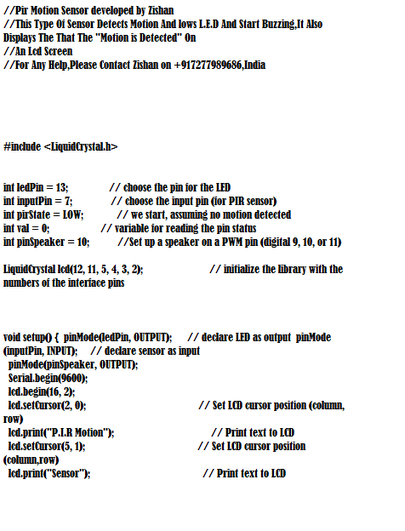 //Pir Motion Sensor developed by Zishan
//This Type Of Sensor Detects Motion And lows L.E.D And Start Buzzing,It Also
Displays The That The "Motion is Detected" On
//An Lcd Screen
//For Any Help,Please Contact Zishan on +917277989686,India
#include <LiquidCrystal.h>
int ledPin = 13; // choose the pin for the LED
int inputPin = 7; // choose the input pin (for PIR sensor)
int pirState = LOW; // we start, assuming no motion detected
int val = 0; // variable for reading the pin status
int pinSpeaker = 10; //Set up a speaker on a PWM pin (digital 9, 10, or 11)
LiquidCrystal lcd(12, 11, 5, 4, 3, 2); // initialize the library with the
numbers of the interface pins
void setup() { pinMode(ledPin, OUTPUT); // declare LED as output pinMode
(inputPin, INPUT); // declare sensor as input
pinMode(pinSpeaker, OUTPUT);
Serial.begin(9600);
lcd.begin(16, 2);
lcd.setCursor(2, 0); // Set LCD cursor position (column,
row)
lcd.print("P.I.R Motion"); // Print text to LCD
lcd.setCursor(5, 1); // Set LCD cursor position
(column,row)
lcd.print("Sensor"); // Print text to LCD